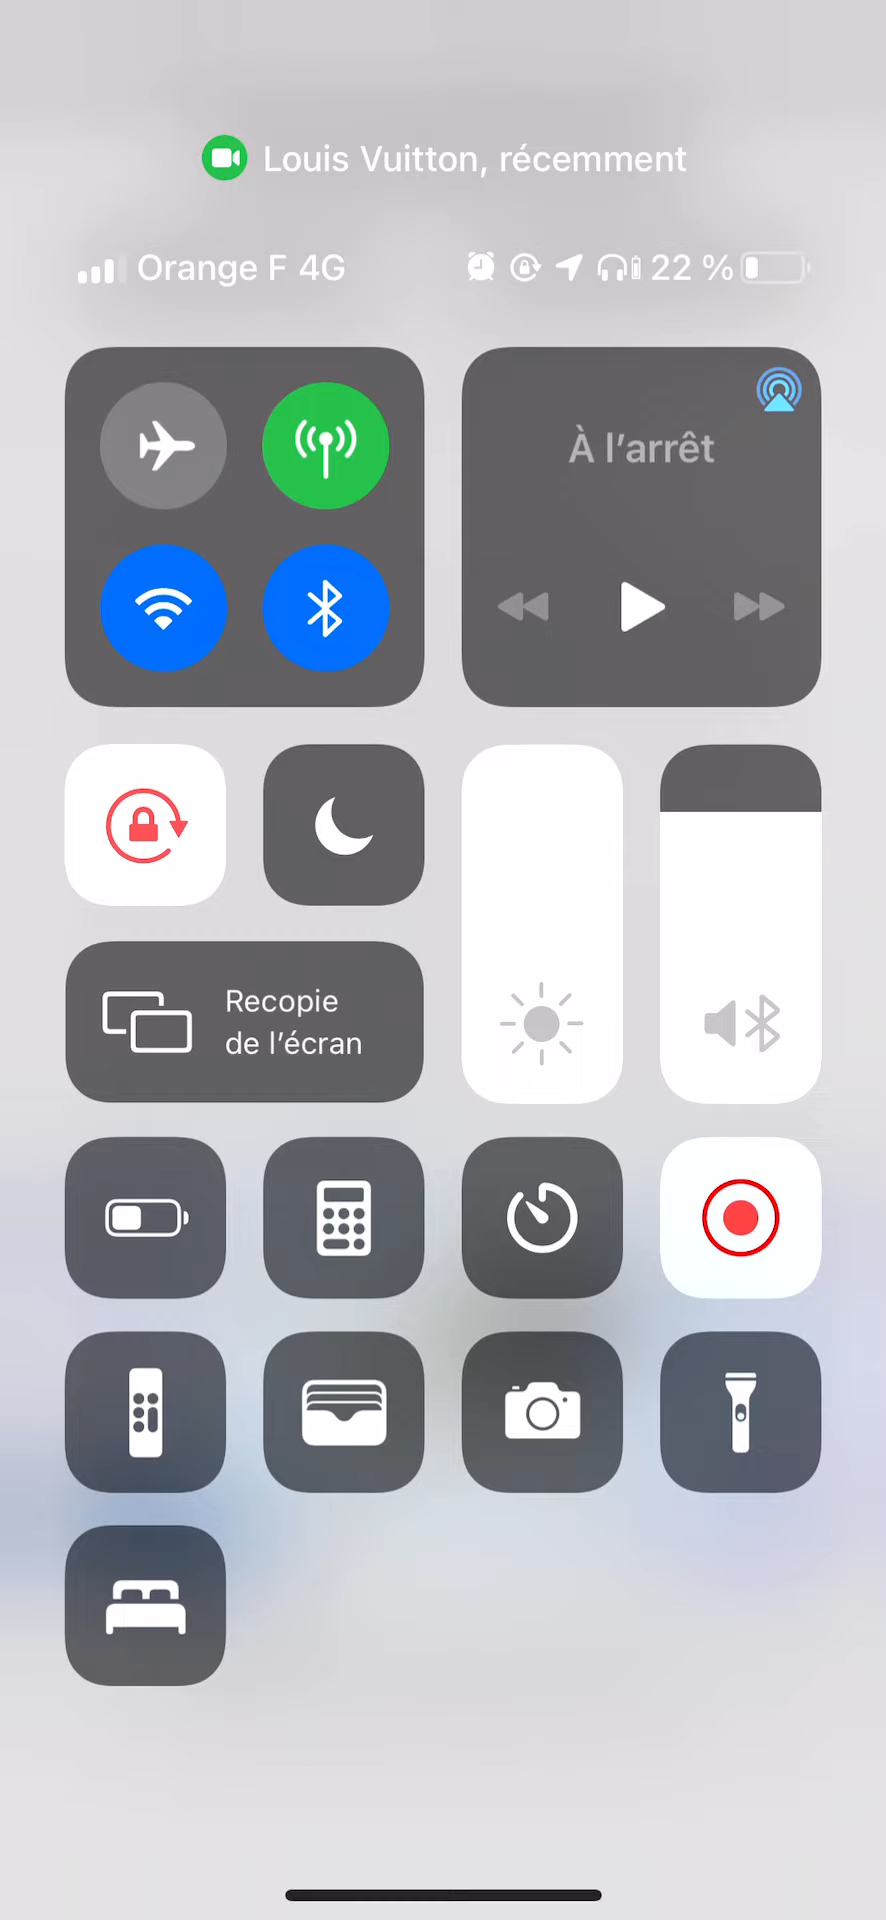 Louis Vuitton, récemment
Orange F 4G 22 %
À l’arrêt
Recopie
de l’écran